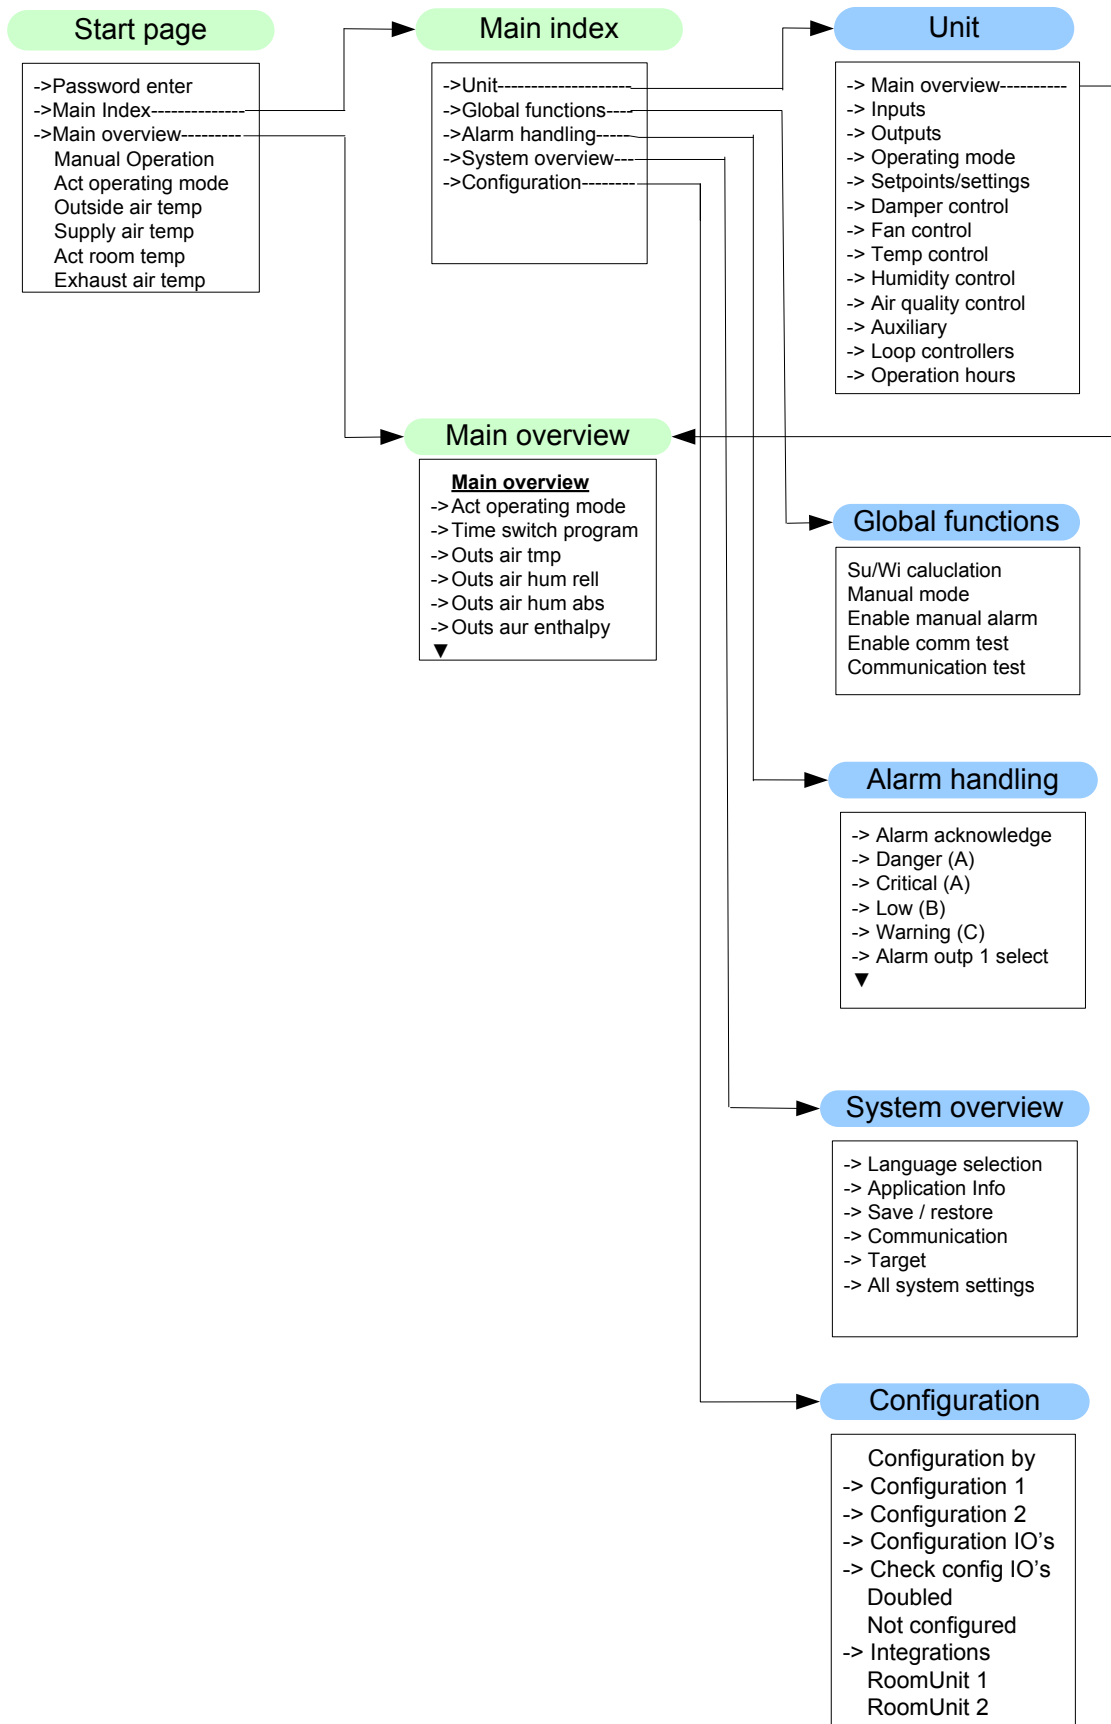 Start page
->Password enter
->Main Index--------------
->Main overview---------
Manual Operation
Act operating mode
Outside air temp
Supply air temp
Act room temp
Exhaust air temp
Main index
->Unit--------------------
->Global functions----
->Alarm handling-----
->System overview---
->Configuration--------
Unit
-> Main overview----------
-> Inputs
-> Outputs
-> Operating mode
-> Setpoints/settings
-> Damper control
-> Fan control
-> Temp control
-> Humidity control
-> Air quality control
-> Auxiliary
-> Loop controllers
-> Operation hours
Main overview
Main overview
->Act operating mode
->Time switch program
->Outs air tmp
->Outs air hum rell
->Outs air hum abs
->Outs aur enthalpy
▼
Global functions
Su/Wi caluclation
Manual mode
Enable manual alarm
Enable comm test
Communication test
Alarm handling
-> Alarm acknowledge
-> Danger (A)
-> Critical (A)
-> Low (B)
-> Warning (C)
-> Alarm outp 1 select
▼
System overview
-> Language selection
-> Application Info
-> Save / restore
-> Communication
-> Target
-> All system settings
Configuration
Configuration by
-> Configuration 1
-> Configuration 2
-> Configuration IO's
-> Check config IO's
Doubled
Not configured
-> Integrations
RoomUnit 1
RoomUnit 2